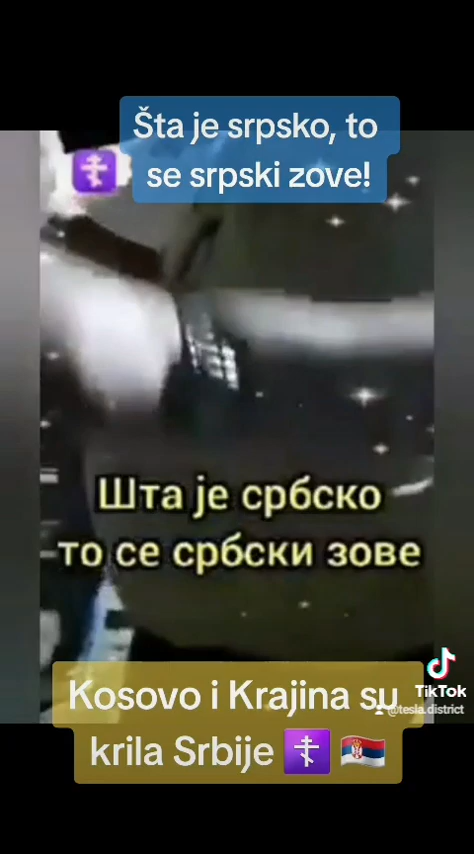 Šta je srpsko, to
se srpski zove!
Шта је србско
то се србски зове
Kosovo i Krajina su
krila Srbije ☦️ 🇷🇸
TikTok
@tesla.district